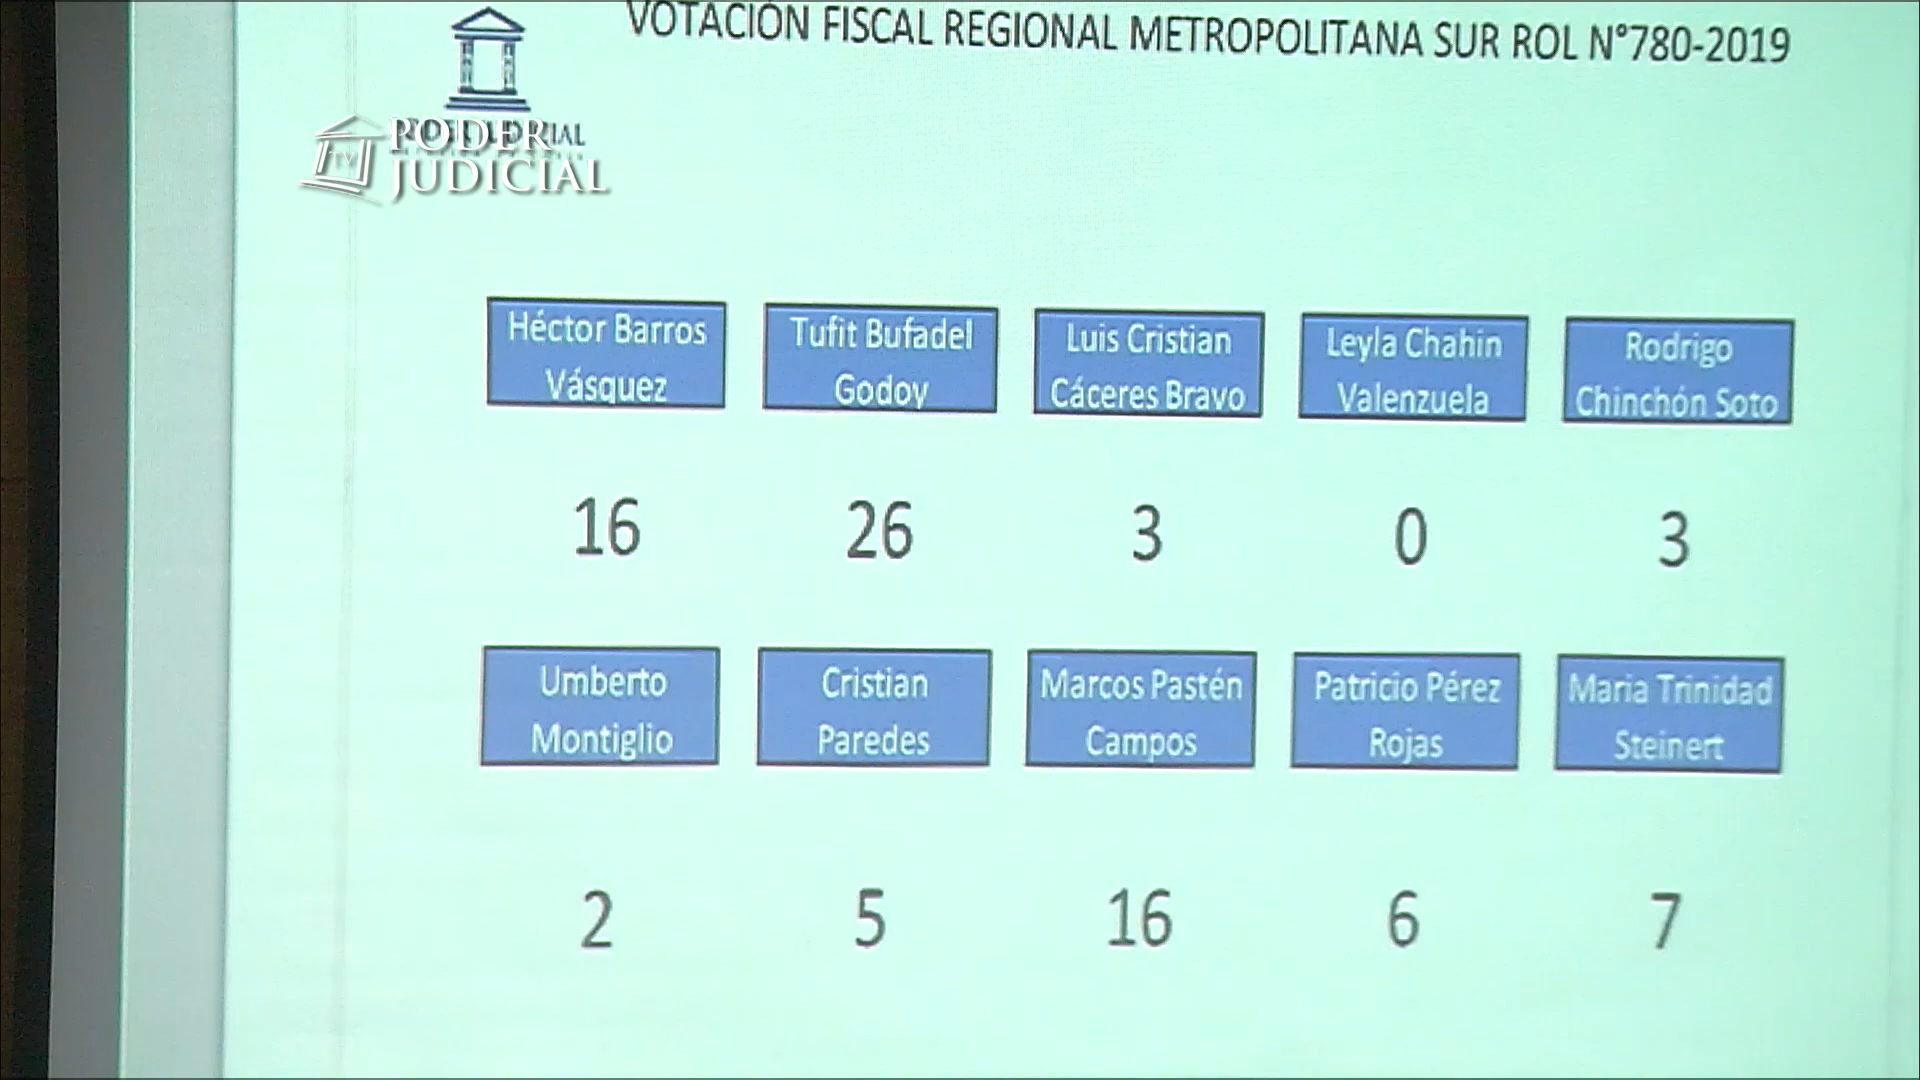 VOTACIÓN FISCAL REGIONAL METROPOLITANA SUR ROL N°780-2019
PODER
JUDICIAL
TV
Héctor Barros
Vásquez
Tufit Bufadel
Godoy
Luis Cristian
Cáceres Bravo
Leyla Chahin
Valenzuela
Rodrigo
Chinchón Soto
16
26
3
0
3
Umberto
Montiglio
Cristian
Paredes
Marcos Pastén
Campos
Patricio Pérez
Rojas
Maria Trinidad
Steinert
2
5
16
6
7